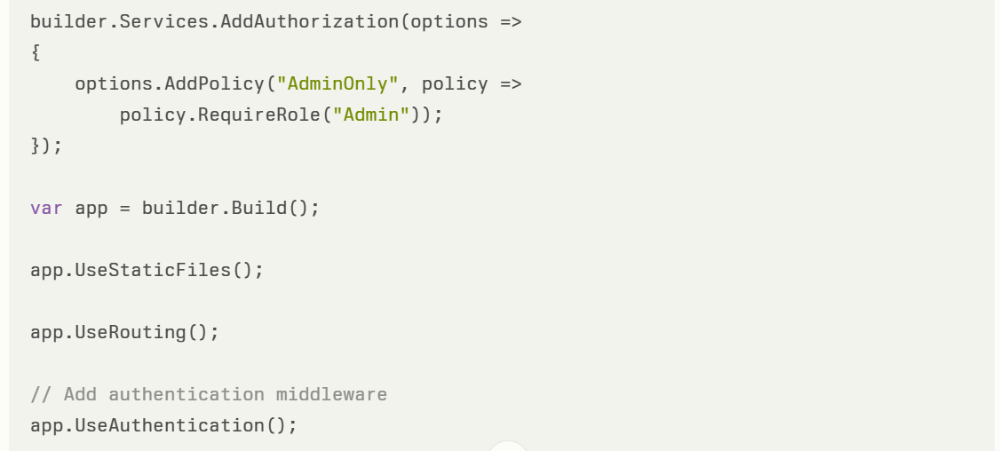 builder.Services.AddAuthorization(options =>
{
    options.AddPolicy("AdminOnly", policy =>
        policy.RequireRole("Admin"));
});
var app = builder.Build();
app.UseStaticFiles();
app.UseRouting();
// Add authentication middleware
app.UseAuthentication();